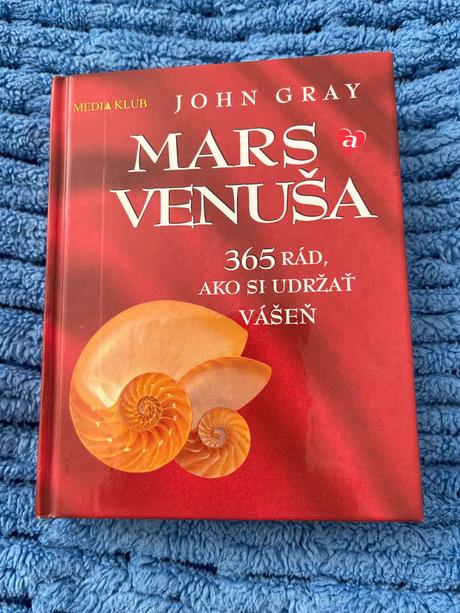 MEDIA KLUB
JOHN GRAY
MARS a
VENUŠA
365 RÁD,
AKO SI UDRŽAŤ
VÁŠEŇ